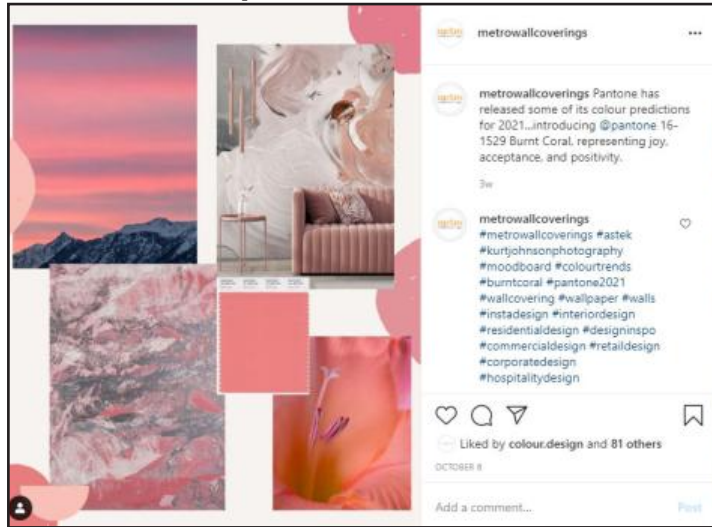 metrowallcoverings
metrowallcoverings Pantone has
released some of its colour predictions
for 2021...introducing @pantone 16-
1529 Burnt Coral, representing joy,
acceptance, and positivity.
3w
metrowallcoverings
#metrowallcoverings #astek
#kurtjohnsonphotography
#moodboard #colourtrends
#burntcoral #pantone2021
#wallcovering #wallpaper #walls
#instadesign #interiordesign
#residentialdesign #designinspo
#commercialdesign #retaildesign
#corporatedesign
#hospitalitydesign
Liked by colour.design and 81 others
OCTOBER 8
Add a comment...
Post